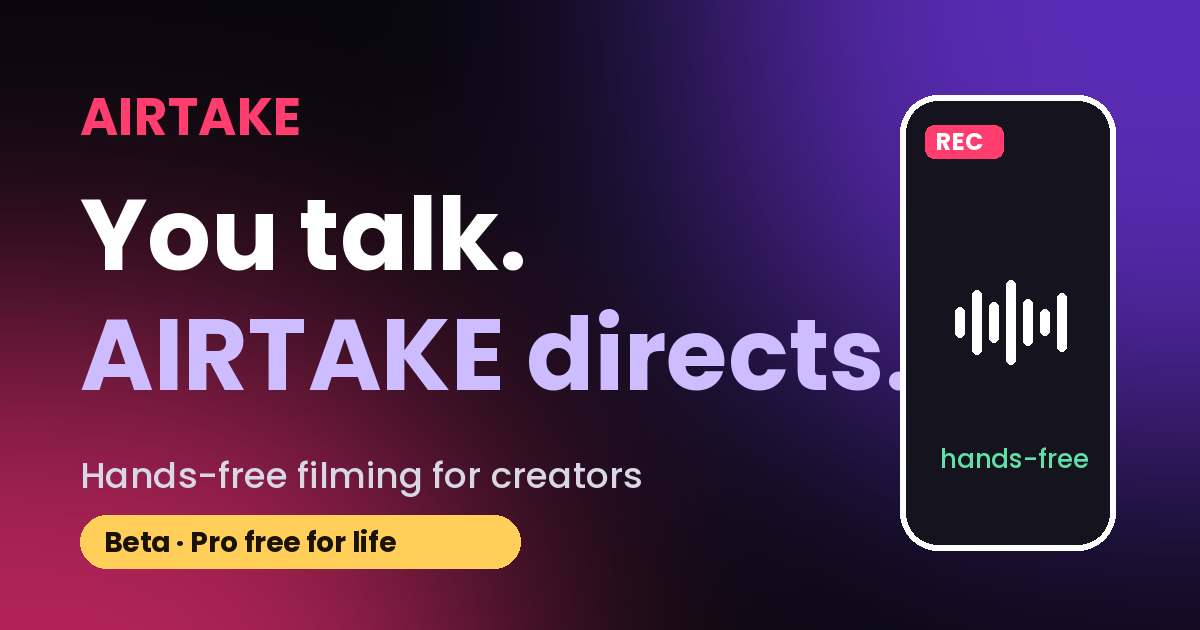 AIRTAKE
You talk.
AIRTAKE directs.
Hands-free filming for creators
Beta · Pro free for life
REC
hands-free